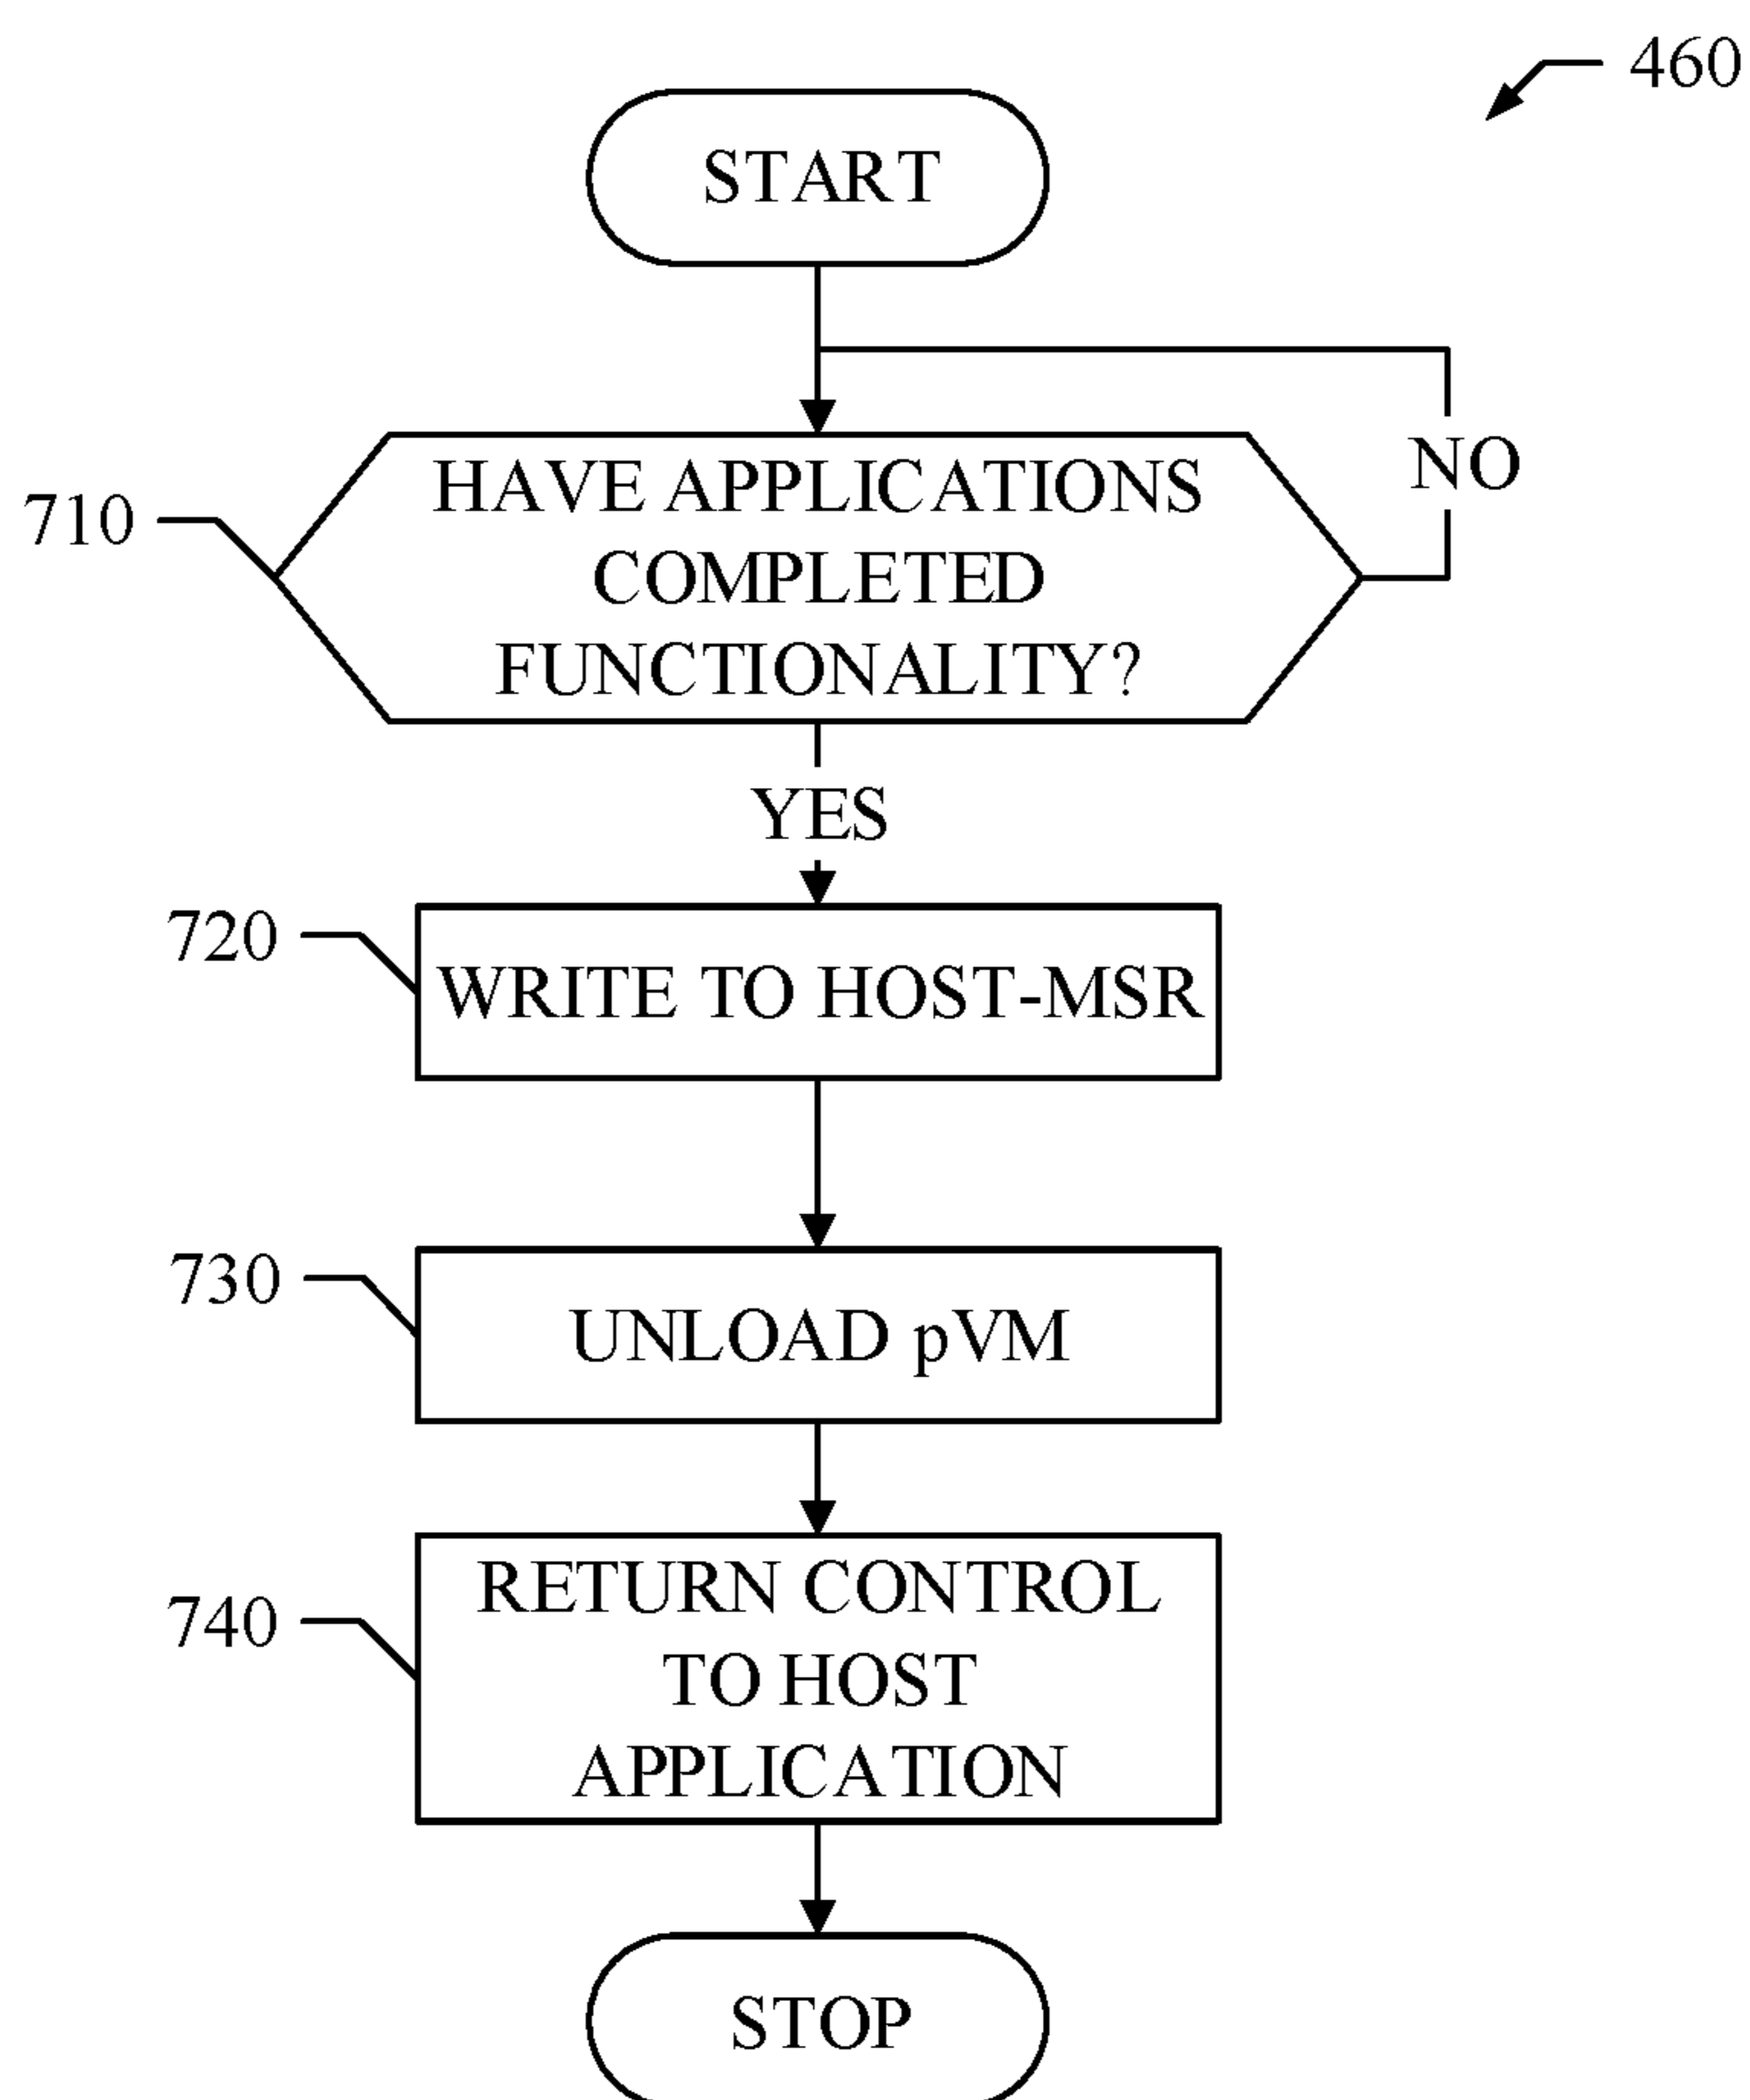 460
START
710
HAVE APPLICATIONS
COMPLETED
FUNCTIONALITY?
NO
YES
720
WRITE TO HOST-MSR
730
UNLOAD pVM
740
RETURN CONTROL
TO HOST
APPLICATION
STOP